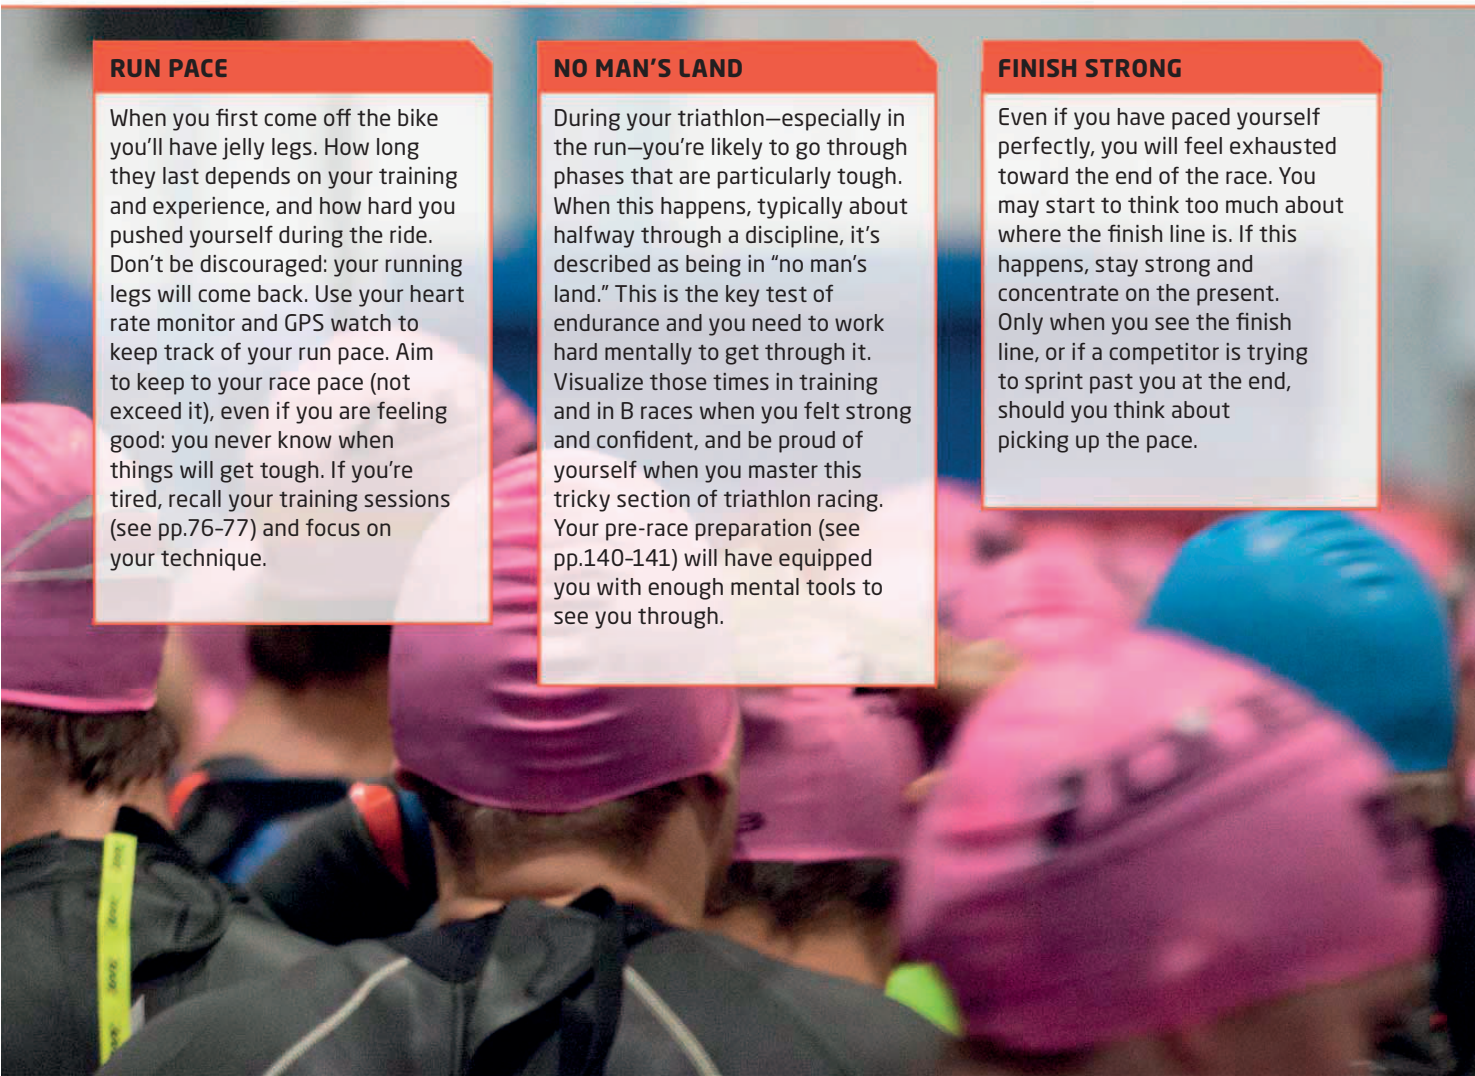 RUN PACE
When you first come off the bike
you'll have jelly legs. How long
they last depends on your training
and experience, and how hard you
pushed yourself during the ride.
Don't be discouraged: your running
legs will come back. Use your heart
rate monitor and GPS watch to
keep track of your run pace. Aim
to keep to your race pace (not
exceed it), even if you are feeling
good: you never know when
things will get tough. If you're
tired, recall your training sessions
(see pp.76–77) and focus on
your technique.
NO MAN'S LAND
During your triathlon—especially in
the run—you're likely to go through
phases that are particularly tough.
When this happens, typically about
halfway through a discipline, it's
described as being in “no man's
land.” This is the key test of
endurance and you need to work
hard mentally to get through it.
Visualize those times in training
and in B races when you felt strong
and confident, and be proud of
yourself when you master this
tricky section of triathlon racing.
Your pre-race preparation (see
pp.140–141) will have equipped
you with enough mental tools to
see you through.
FINISH STRONG
Even if you have paced yourself
perfectly, you will feel exhausted
toward the end of the race. You
may start to think too much about
where the finish line is. If this
happens, stay strong and
concentrate on the present.
Only when you see the finish
line, or if a competitor is trying
to sprint past you at the end,
should you think about
picking up the pace.